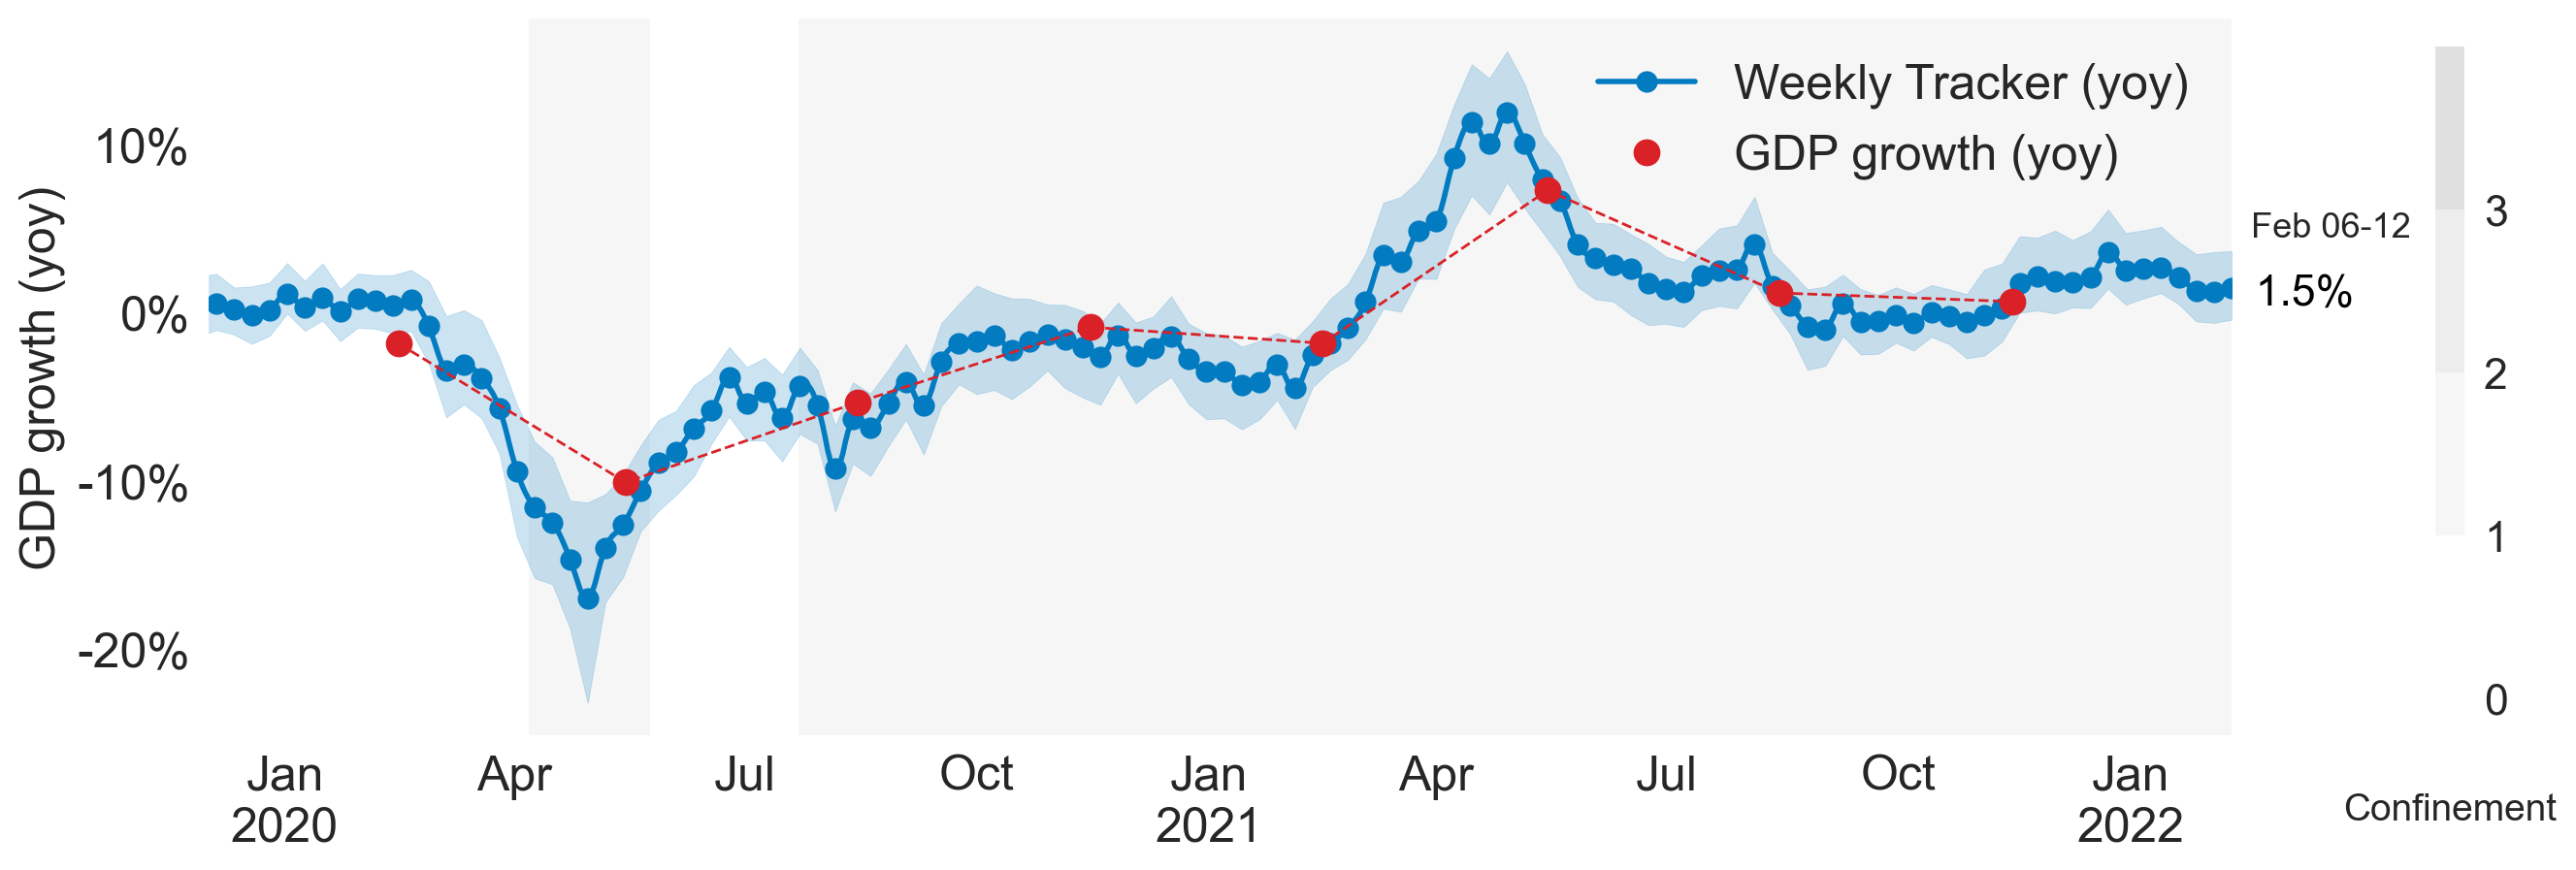 Weekly Tracker (yoy)
GDP growth (yoy)
GDP growth (yoy)
10%
0%
-10%
-20%
Feb 06-12
1.5%
3
2
1
0
Jan Apr Jul Oct Jan Apr Jul Oct Jan
2020 2021 2022
Confinement